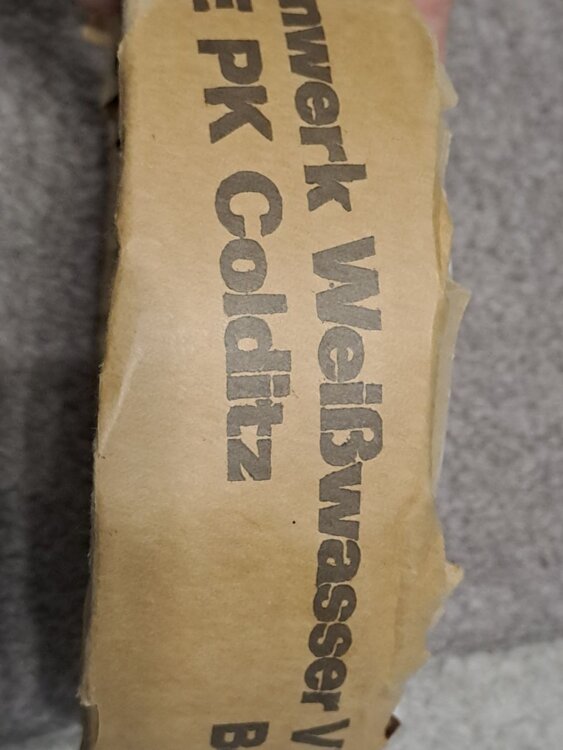 nwerk Weißwasser V
E PK Colditz B